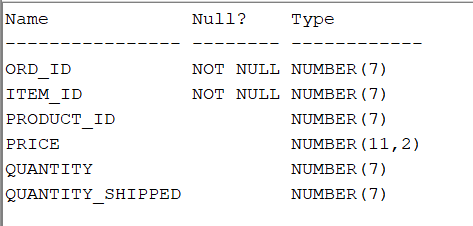 Name             Null?    Type
---------------- -------- ------------
ORD_ID           NOT NULL NUMBER(7)
ITEM_ID          NOT NULL NUMBER(7)
PRODUCT_ID                NUMBER(7)
PRICE                     NUMBER(11,2)
QUANTITY                  NUMBER(7)
QUANTITY_SHIPPED          NUMBER(7)